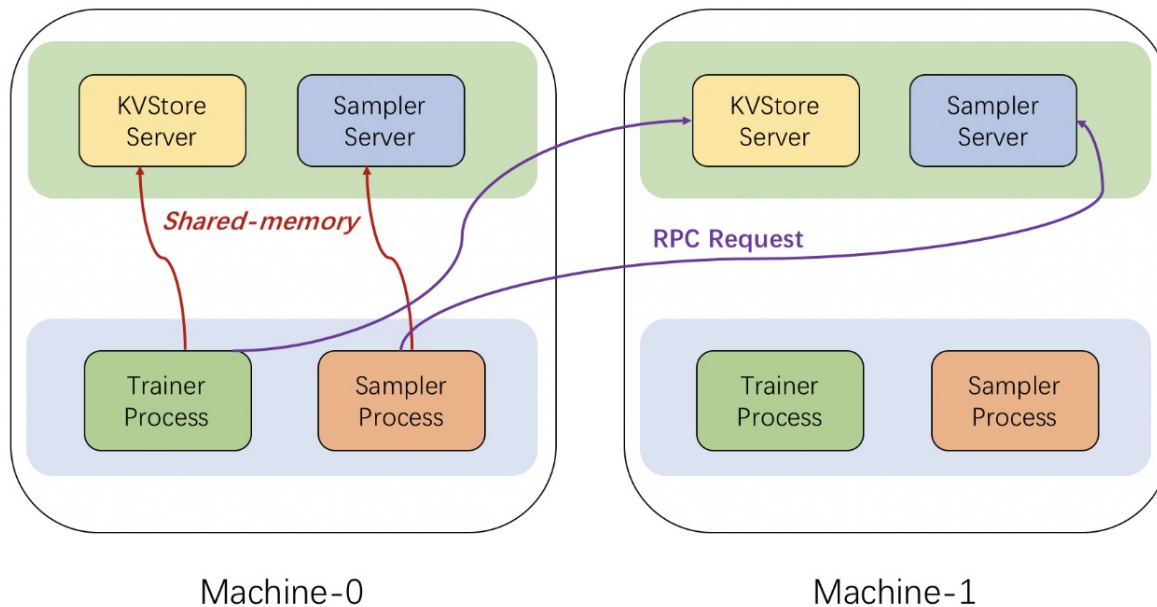 KVStore
Server
Sampler
Server
KVStore
Server
Sampler
Server
Shared-memory
RPC Request
Trainer
Process
Sampler
Process
Trainer
Process
Sampler
Process
Machine-0
Machine-1